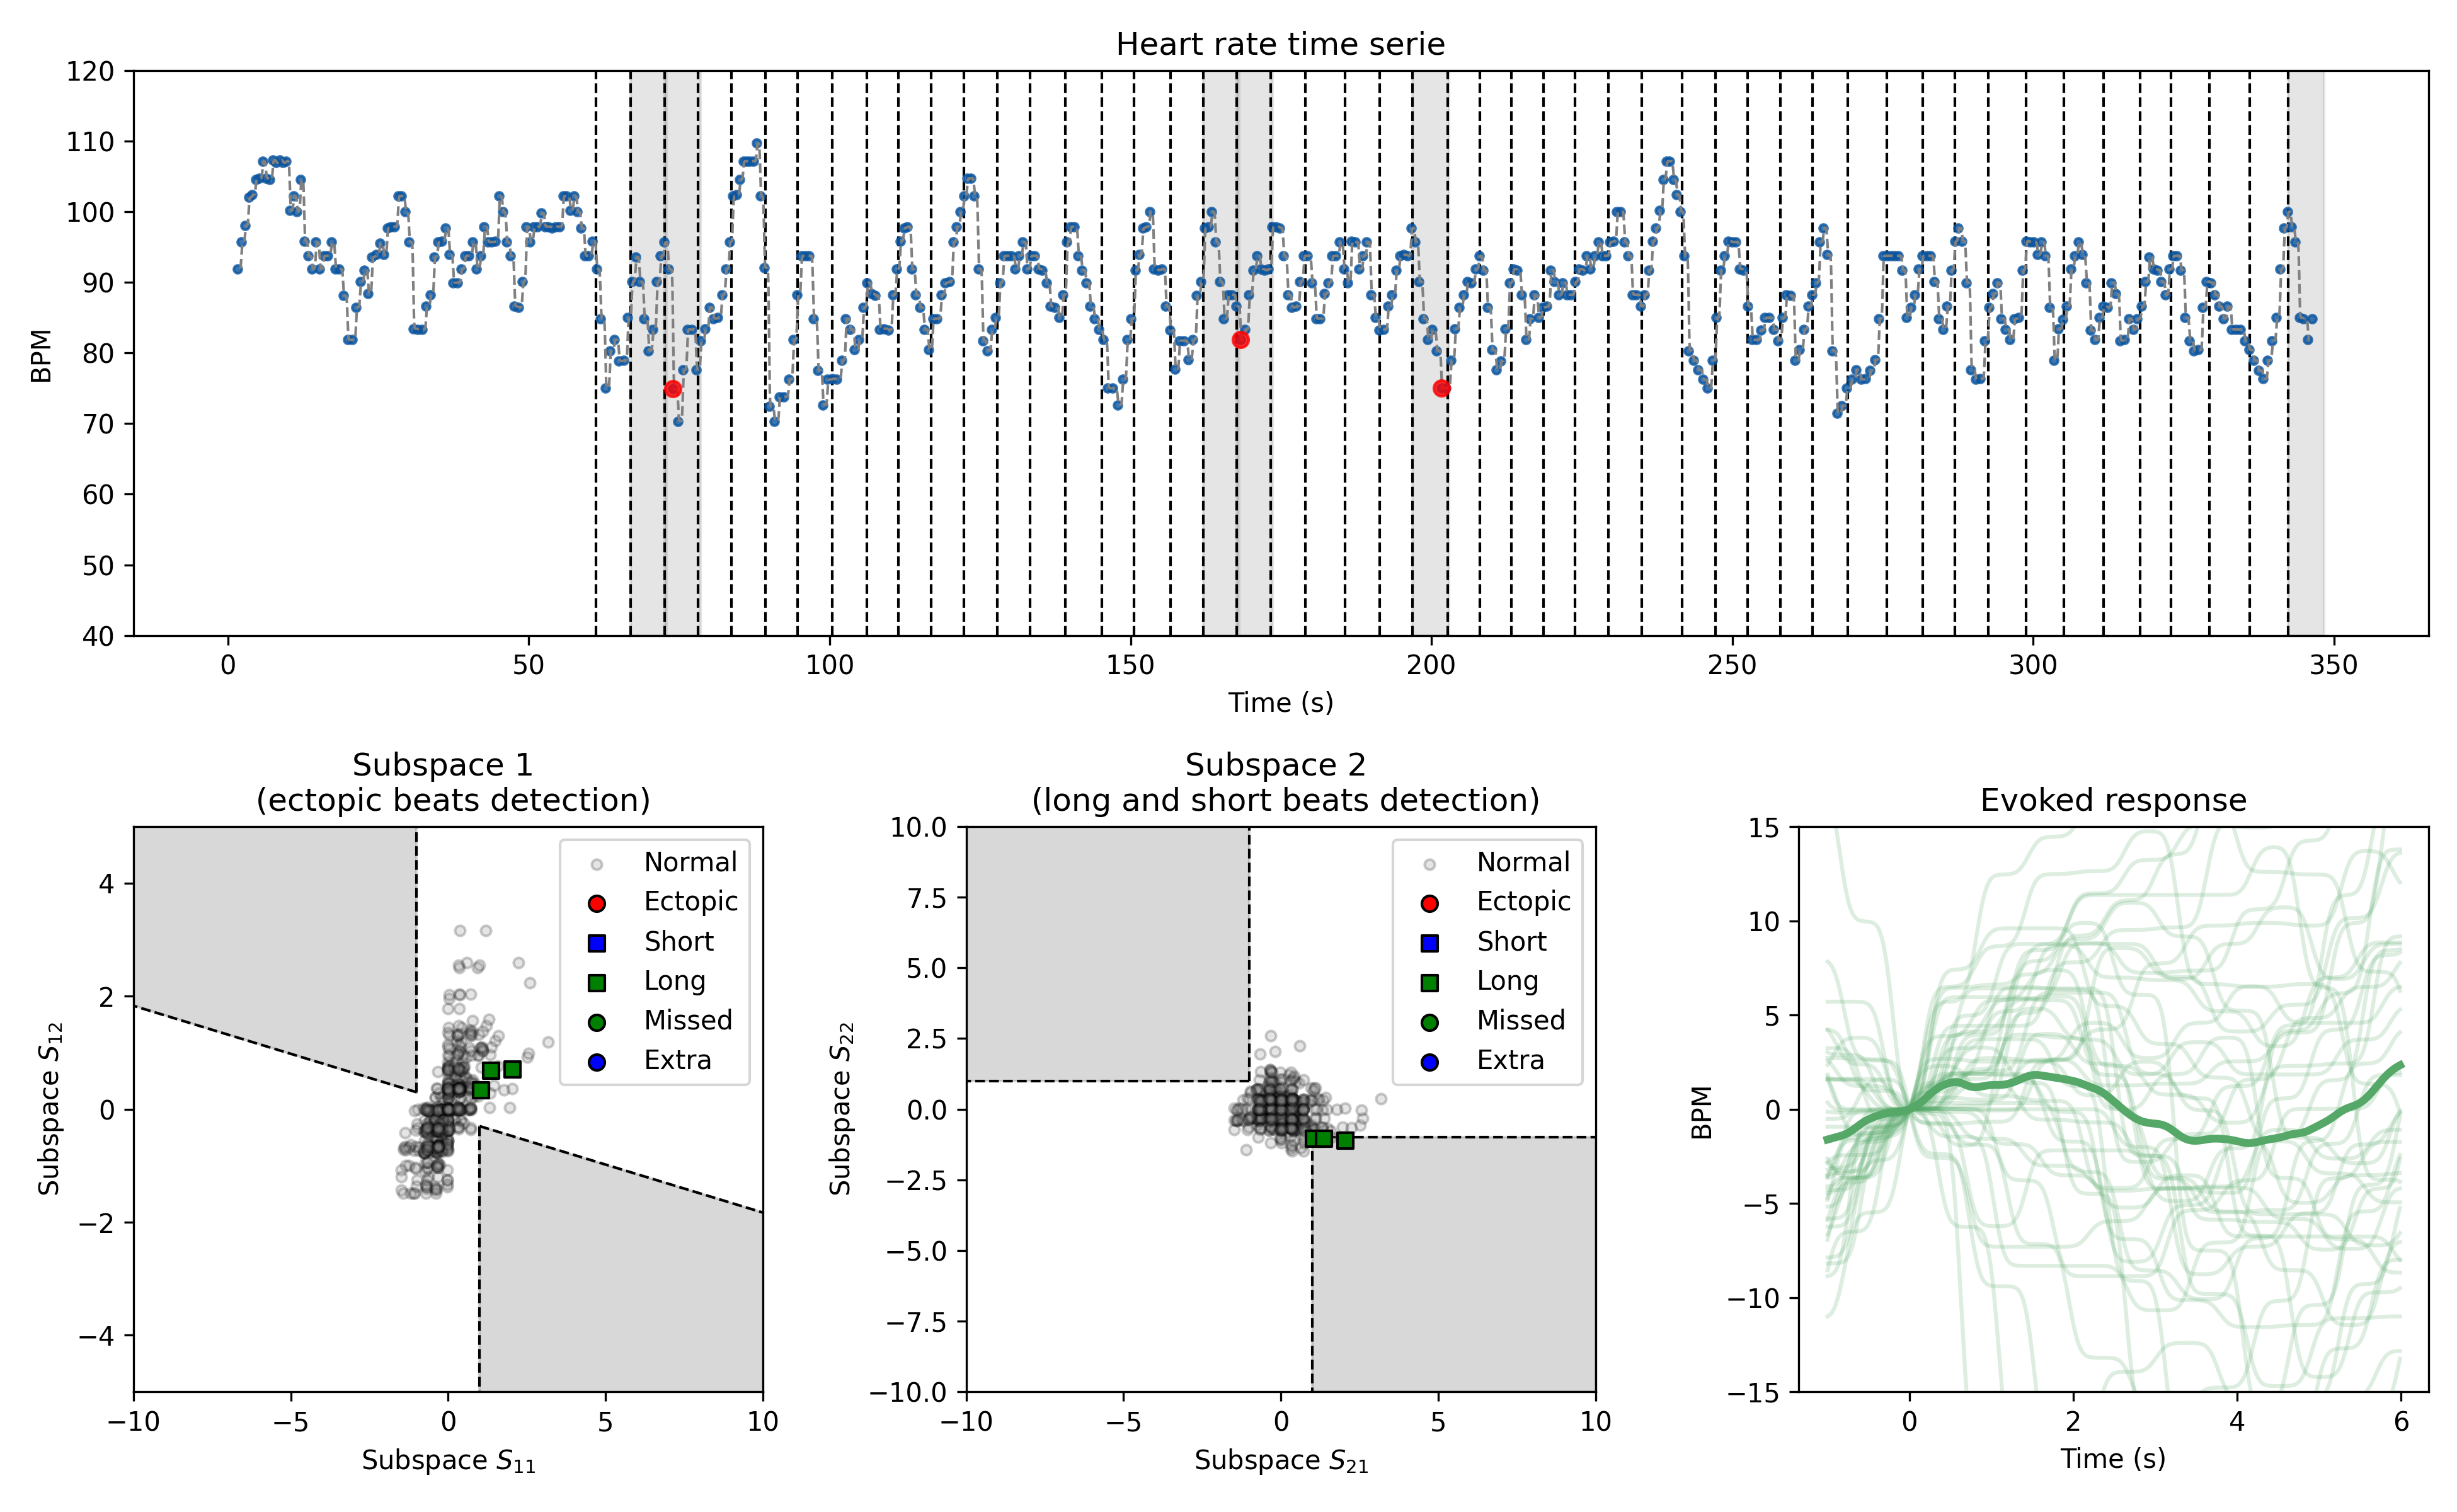 Heart rate time serie
120
110
100
90
80
70
60
50
40
BPM
0 50 100 150 200 250 300 350
Time (s)
Subspace 1
(ectopic beats detection)
4
2
0
−2
−4
Subspace S12
−10 −5 0 5 10
Subspace S11
Normal
Ectopic
Short
Long
Missed
Extra
Subspace 2
(long and short beats detection)
10.0
7.5
5.0
2.5
0.0
−2.5
−5.0
−7.5
−10.0
Subspace S22
−10 −5 0 5 10
Subspace S21
Normal
Ectopic
Short
Long
Missed
Extra
Evoked response
15
10
5
0
−5
−10
−15
BPM
0 2 4 6
Time (s)